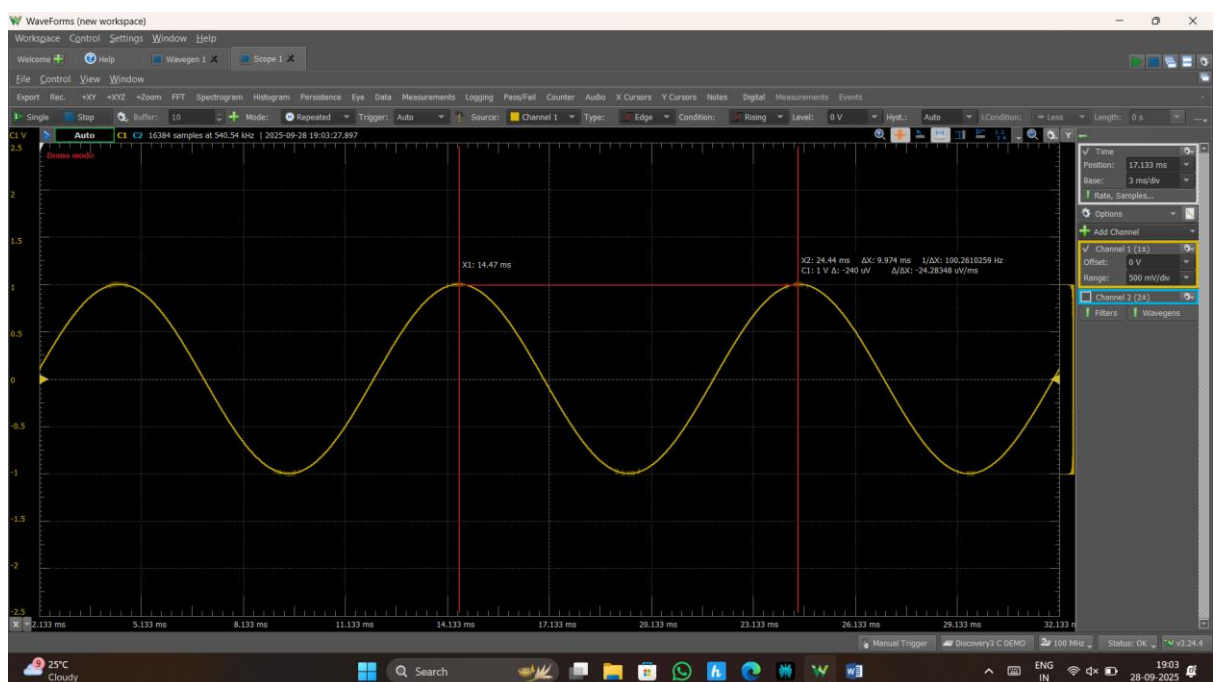 WaveForms (new workspace)
Workspace Control Settings Window Help
Welcome Help Wavegen 1 Scope 1
File Control View Window
Export Rec. +XY +XYZ +Zoom FFT Spectrogram Histogram Persistence Eye Data Measurements Logging Pass/Fail Counter Audio X Cursors Y Cursors Notes Digital Measurements Events
Single Stop Buffer: 10 Mode: Repeated Trigger: Auto Source: Channel 1 Type: Edge Condition: Rising Level: 0 V Hyst.: Auto LCondition: Less Length: 0 s
C1 V Auto C1 C2 16384 samples at 540.54 kHz | 2025-09-28 19:03:27.897 Y
Demo mode
2.5
2
1.5
1
0.5
0
-0.5
-1
-1.5
-2
-2.5
X1: 14.47 ms
X2: 24.44 ms ΔX: 9.974 ms 1/ΔX: 100.2610259 Hz
C1: 1 V Δ: -240 uV Δ/ΔX: -24.28348 uV/ms
Time
Position: 17.133 ms
Base: 3 ms/div
Rate, Samples...
Options
Add Channel
Channel 1 (1±)
Offset: 0 V
Range: 500 mV/div
Channel 2 (2±)
Filters Wavegens
X 2.133 ms 5.133 ms 8.133 ms 11.133 ms 14.133 ms 17.133 ms 20.133 ms 23.133 ms 26.133 ms 29.133 ms 32.133
Manual Trigger Discovery3 C DEMO 100 MHz Status: OK v3.24.4
9 25°C
Cloudy
Search
ENG
IN
19:03
28-09-2025